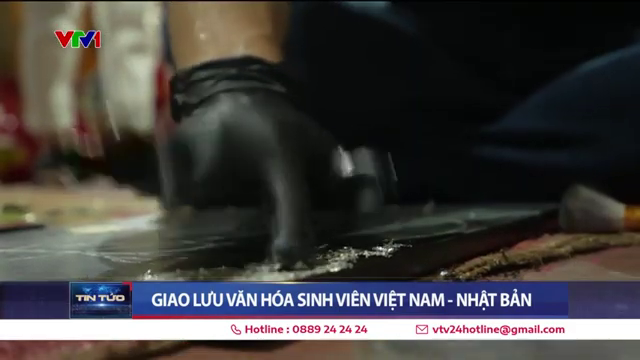 VTV1
TIN TỨC
GIAO LƯU VĂN HÓA SINH VIÊN VIỆT NAM - NHẬT BẢN
Hotline : 0889 24 24 24
vtv24hotline@gmail.com